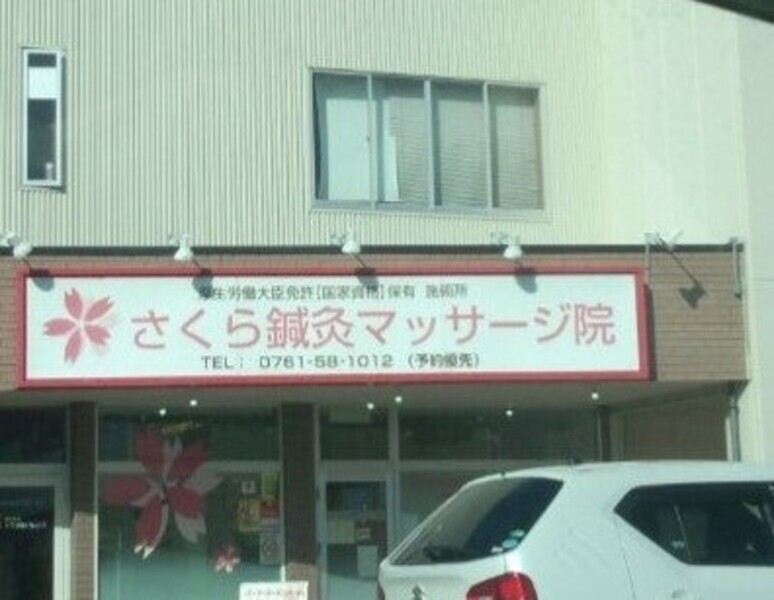 厚生労働大臣免許【国家資格】保有 施術所
さくら鍼灸マッサージ院
TEL: 0761-58-1012 (予約優先)